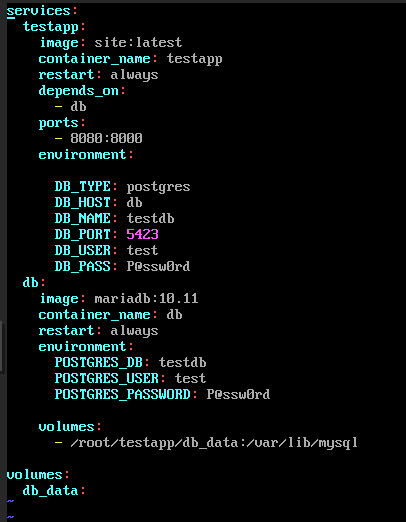 services:
  testapp:
    image: site:latest
    container_name: testapp
    restart: always
    depends_on:
      - db
    ports:
      - 8080:8000
    environment:

      DB_TYPE: postgres
      DB_HOST: db
      DB_NAME: testdb
      DB_PORT: 5423
      DB_USER: test
      DB_PASS: P@ssw0rd
  db:
    image: mariadb:10.11
    container_name: db
    restart: always
    environment:
      POSTGRES_DB: testdb
      POSTGRES_USER: test
      POSTGRES_PASSWORD: P@ssw0rd

    volumes:
      - /root/testapp/db_data:/var/lib/mysql

volumes:
  db_data:
~
~